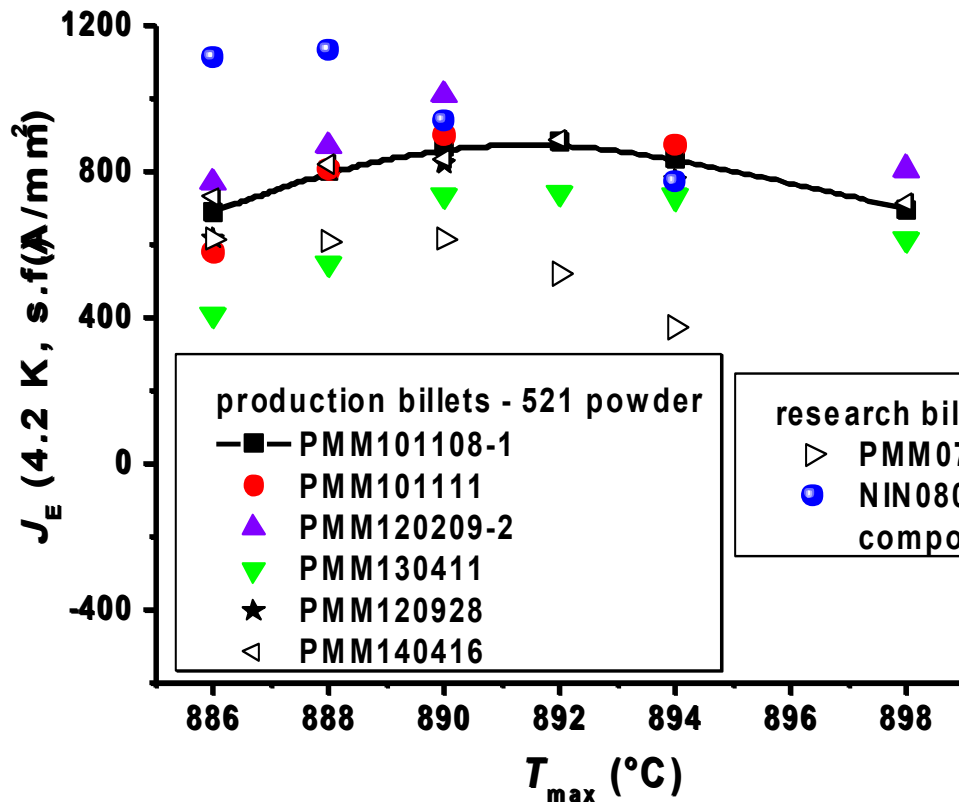 1200
800
400
0
-400
J_E (4.2 K, s.f.) (A/mm²)
886 888 890 892 894 896 898
T_max (°C)
production billets - 521 powder
PMM101108-1
PMM101111
PMM120209-2
PMM130411
PMM120928
PMM140416
research bil
PMM07
NIN080
compo